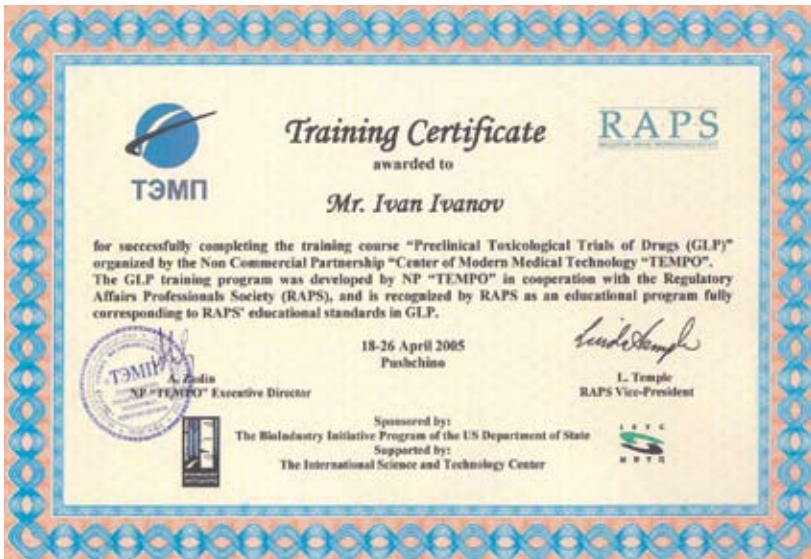 ТЭМП
Training Certificate
RAPS
awarded to
Mr. Ivan Ivanov
for successfully completing the training course “Preclinical Toxicological Trials of Drugs (GLP)”
organized by the Non Commercial Partnership “Center of Modern Medical Technology “TEMPO”.
The GLP training program was developed by NP “TEMPO” in cooperation with the Regulatory
Affairs Professionals Society (RAPS), and is recognized by RAPS as an educational program fully
corresponding to RAPS’ educational standards in GLP.
18-26 April 2005
Pushchino
ТЭМП
A. Zudin
NP “TEMPO” Executive Director
L. Temple
RAPS Vice-President
Sponsored by:
The BioIndustry Initiative Program of the US Department of State
Supported by:
The International Science and Technology Center
ISTC
МНТЦ